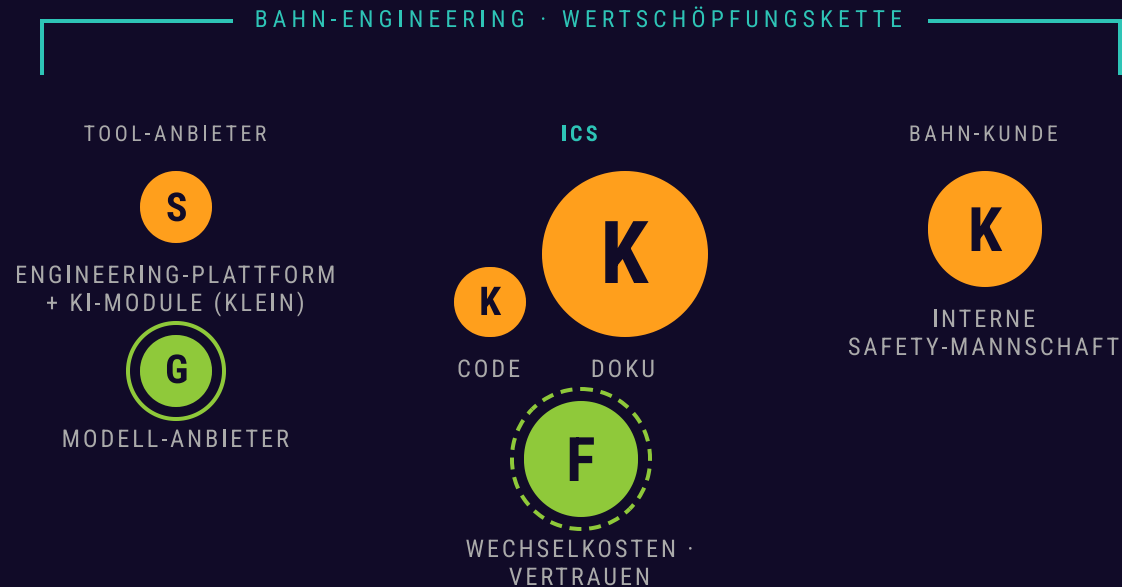 BAHN-ENGINEERING · WERTSCHÖPFUNGSKETTE
TOOL-ANBIETER
S
ENGINEERING-PLATTFORM
+ KI-MODULE (KLEIN)
G
MODELL-ANBIETER
ICS
K
K
CODE
DOKU
F
WECHSELKOSTEN ·
VERTRAUEN
BAHN-KUNDE
K
INTERNE
SAFETY-MANNSCHAFT